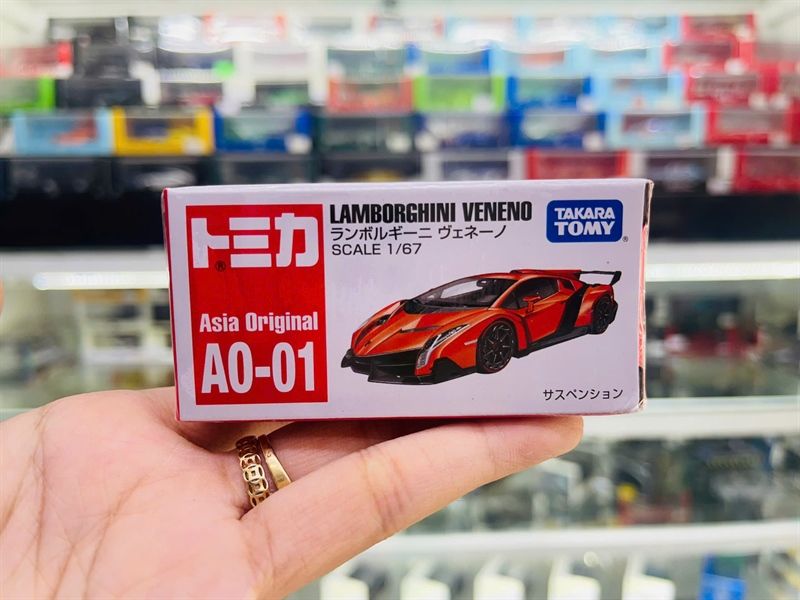 トミカ®
Asia Original
AO-01
LAMBORGHINI VENENO
ランボルギーニ ヴェネーノ
SCALE 1/67
TAKARA
TOMY®
サスペンション